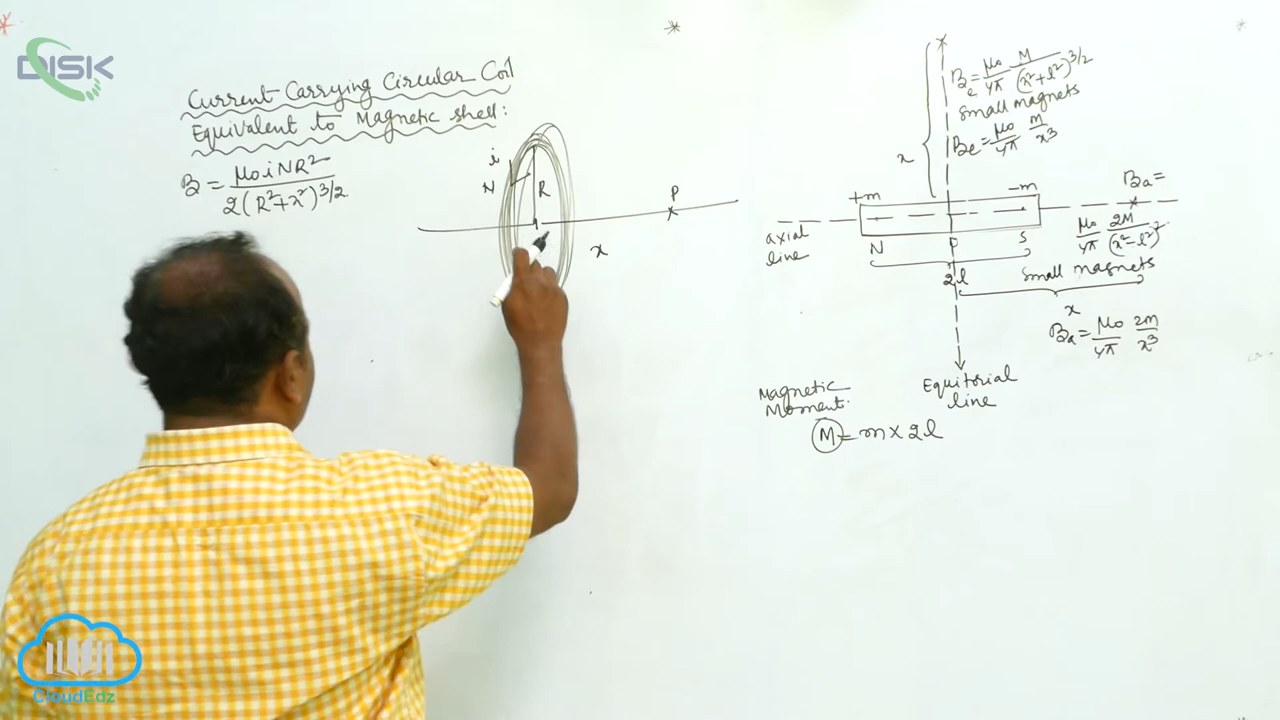 DISK
Current Carrying Circular Coil
Equivalent to Magnetic shell:
B = μ₀iNR² / 2(R²+x²)^3/2
i
N
R
P
x
x
Be = μ₀/4π M/(x²+l²)^3/2
small magnets
Be = μ₀/4π m/x³
+m
-m
Ba =
μ₀/4π 2M/(x²-l²)²
axial
line
N
P
S
2l
small magnets
x
Ba = μ₀/4π 2m/x³
Equitorial
line
Magnetic
Moment.
M = m × 2l
CloudEdz